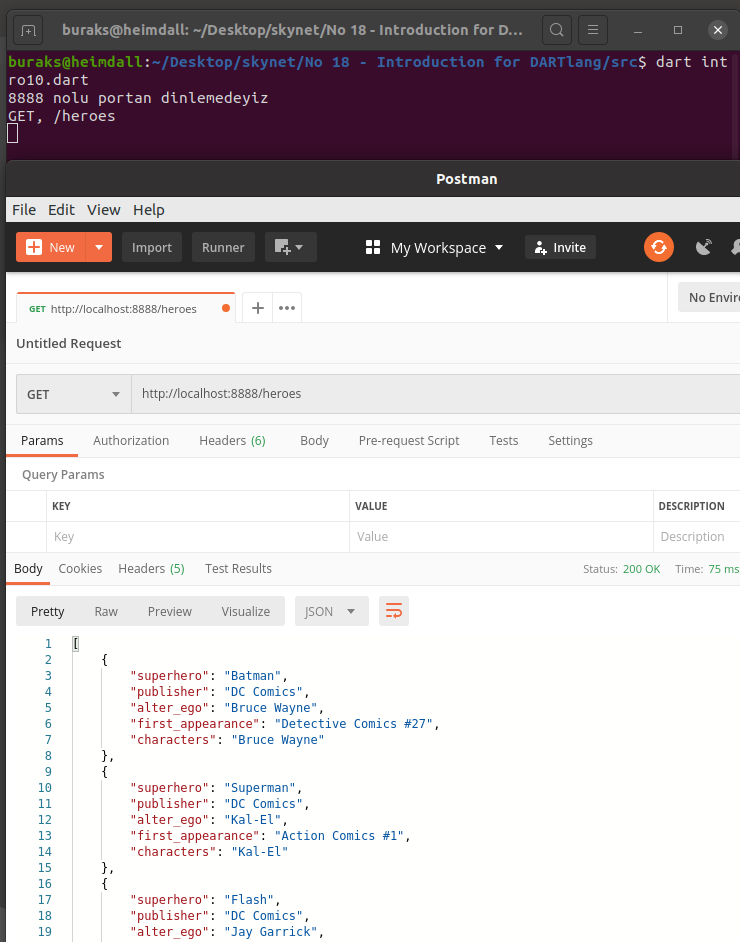 buraks@heimdall: ~/Desktop/skynet/No 18 - Introduction for D...
buraks@heimdall:~/Desktop/skynet/No 18 - Introduction for DARTlang/src$ dart int
ro10.dart
8888 nolu portan dinlemedeyiz
GET, /heroes
Postman
File Edit View Help
New Import Runner My Workspace Invite
GET http://localhost:8888/heroes
No Enviro
Untitled Request
GET http://localhost:8888/heroes
Params Authorization Headers (6) Body Pre-request Script Tests Settings
Query Params
KEY VALUE DESCRIPTION
Key Value Description
Body Cookies Headers (5) Test Results Status: 200 OK Time: 75 ms
Pretty Raw Preview Visualize JSON
1 [
2 {
3 "superhero": "Batman",
4 "publisher": "DC Comics",
5 "alter_ego": "Bruce Wayne",
6 "first_appearance": "Detective Comics #27",
7 "characters": "Bruce Wayne"
8 },
9 {
10 "superhero": "Superman",
11 "publisher": "DC Comics",
12 "alter_ego": "Kal-El",
13 "first_appearance": "Action Comics #1",
14 "characters": "Kal-El"
15 },
16 {
17 "superhero": "Flash",
18 "publisher": "DC Comics",
19 "alter_ego": "Jay Garrick",